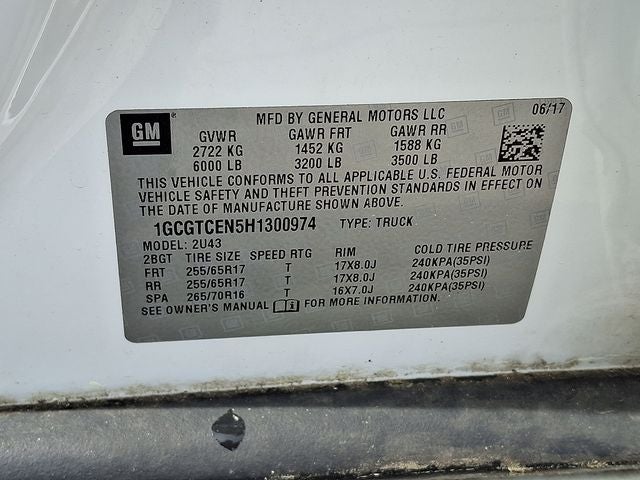 GM
MFD BY GENERAL MOTORS LLC 06/17
GVWR GAWR FRT GAWR RR
2722 KG 1452 KG 1588 KG
6000 LB 3200 LB 3500 LB
THIS VEHICLE CONFORMS TO ALL APPLICABLE U.S. FEDERAL MOTOR
VEHICLE SAFETY AND THEFT PREVENTION STANDARDS IN EFFECT ON
THE DATE OF MANUFACTURE SHOWN ABOVE.
1GCGTCEN5H1300974 TYPE: TRUCK
MODEL: 2U43
2BGT TIRE SIZE SPEED RTG RIM COLD TIRE PRESSURE
FRT 255/65R17 T 17X8.0J 240KPA(35PSI)
RR 255/65R17 T 17X8.0J 240KPA(35PSI)
SPA 265/70R16 T 16X7.0J 240KPA(35PSI)
SEE OWNER'S MANUAL FOR MORE INFORMATION.